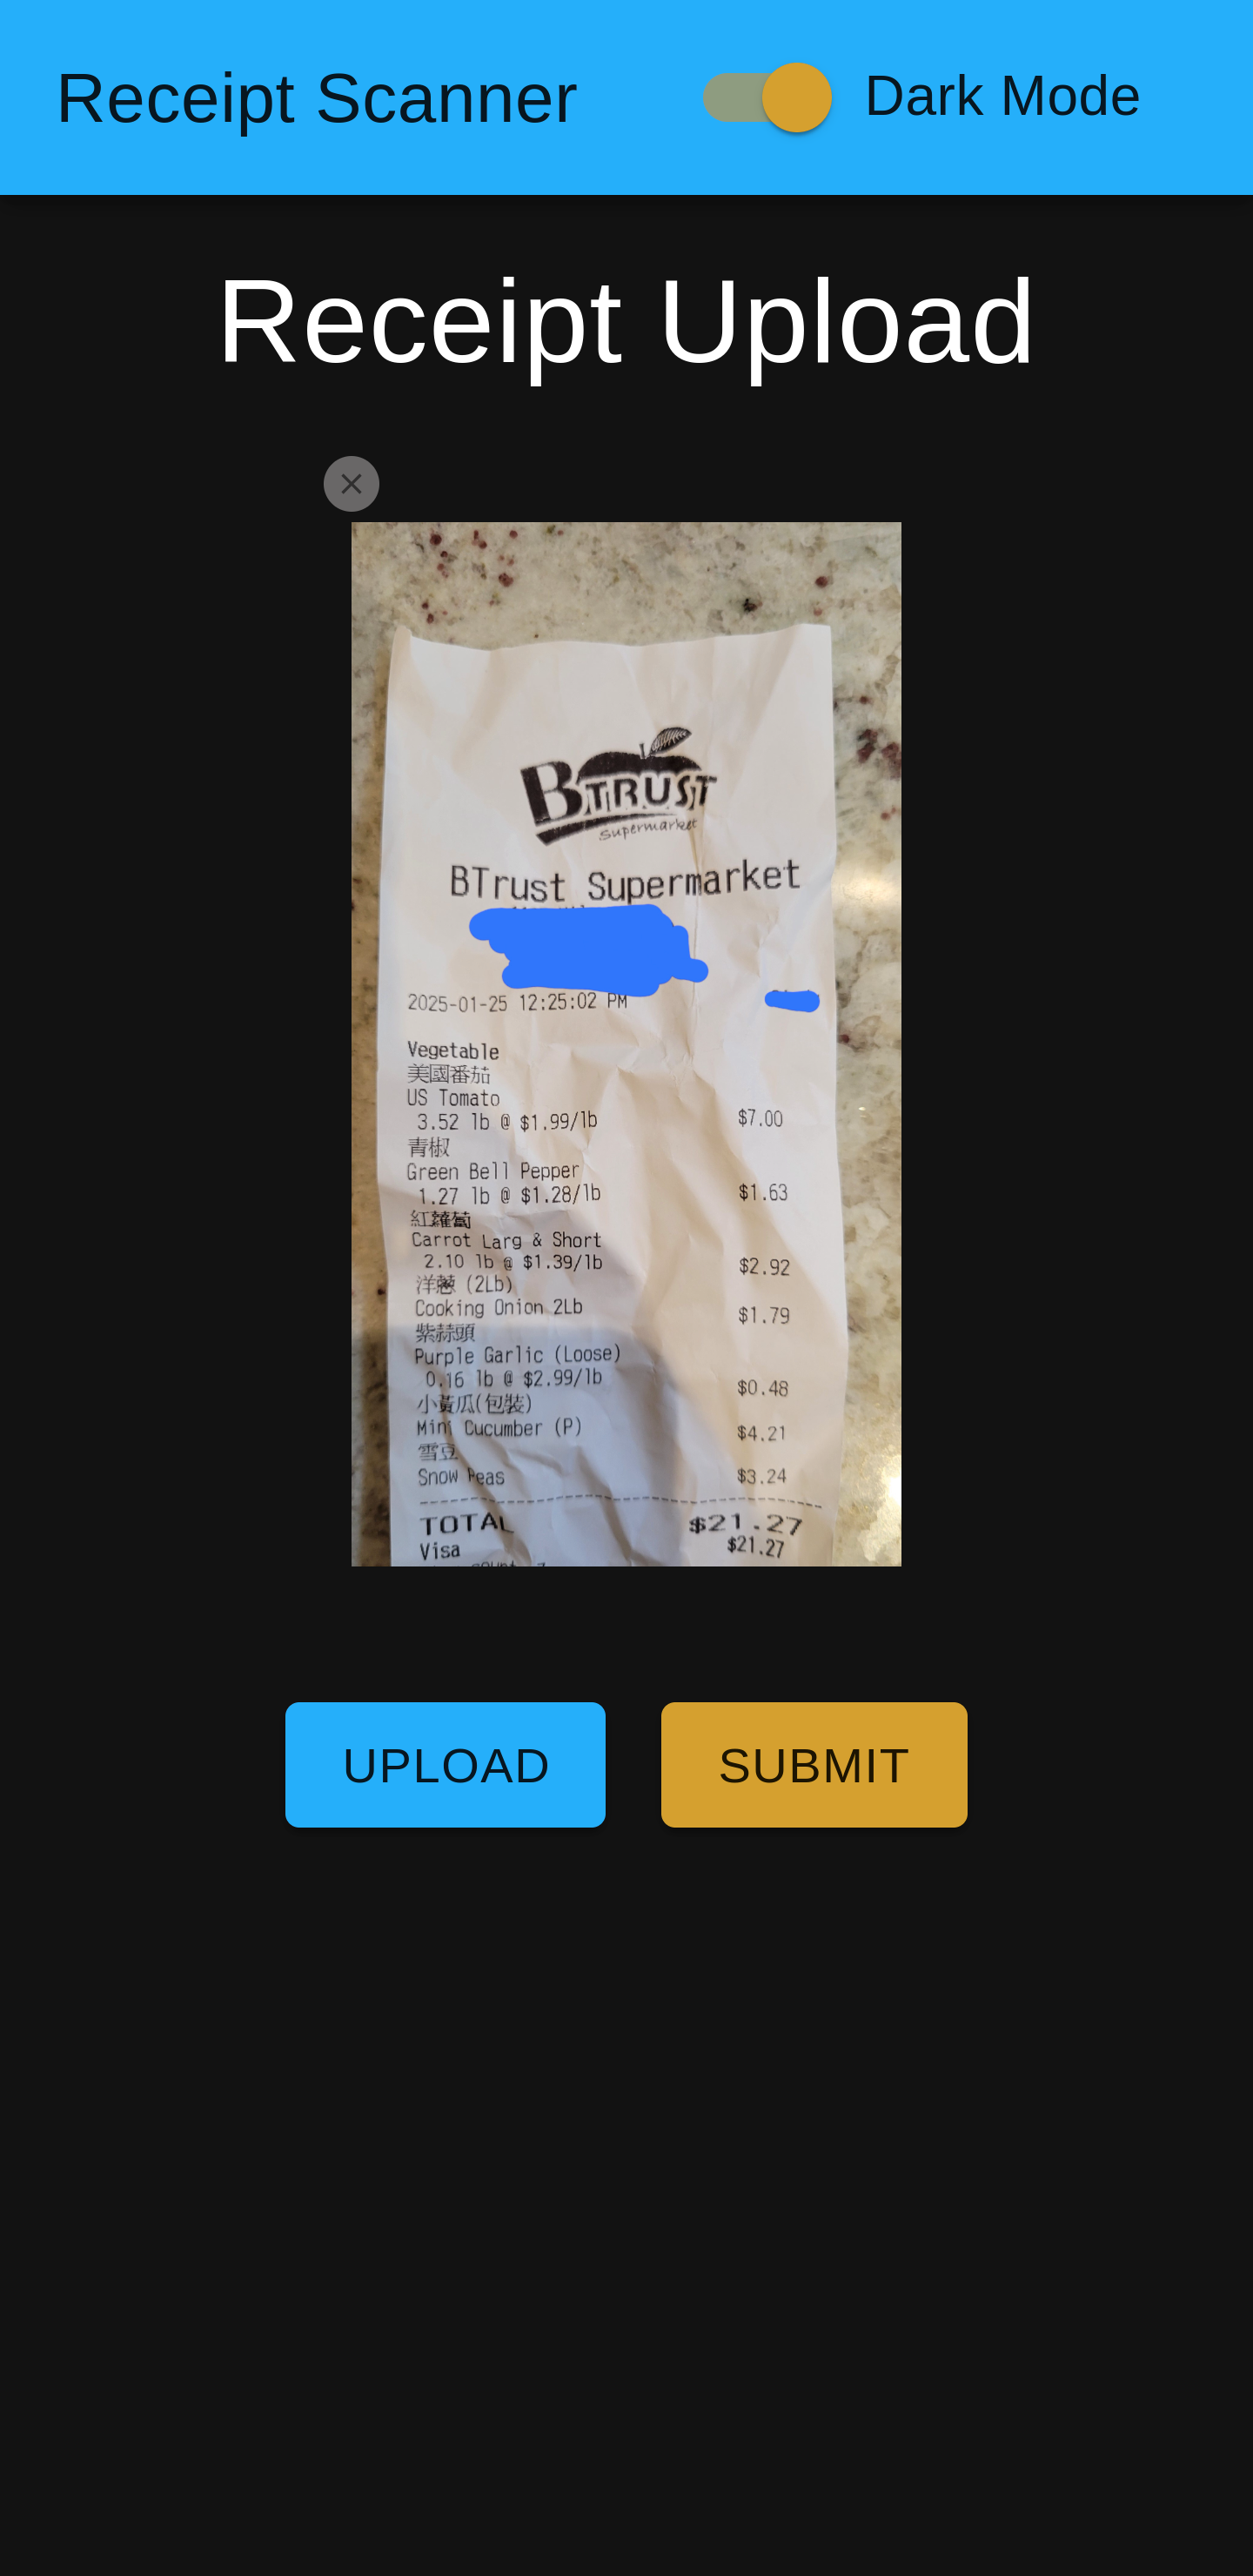 Receipt Scanner
Dark Mode
Receipt Upload
BTRUST
Supermarket
BTrust Supermarket
2025-01-25 12:25:02 PM
Vegetable
美國番茄
US Tomato
3.52 lb @ $1.99/lb $7.00
青椒
Green Bell Pepper
1.27 lb @ $1.28/lb $1.63
紅蘿蔔
Carrot Larg & Short
2.10 lb @ $1.39/lb $2.92
洋蔥 (2Lb)
Cooking Onion 2Lb $1.79
紫蒜頭
Purple Garlic (Loose)
0.16 lb @ $2.99/lb $0.48
小黃瓜(包裝)
Mini Cucumber (P) $4.21
雪豆
Snow Peas $3.24
TOTAL $21.27
Visa $21.27
UPLOAD
SUBMIT